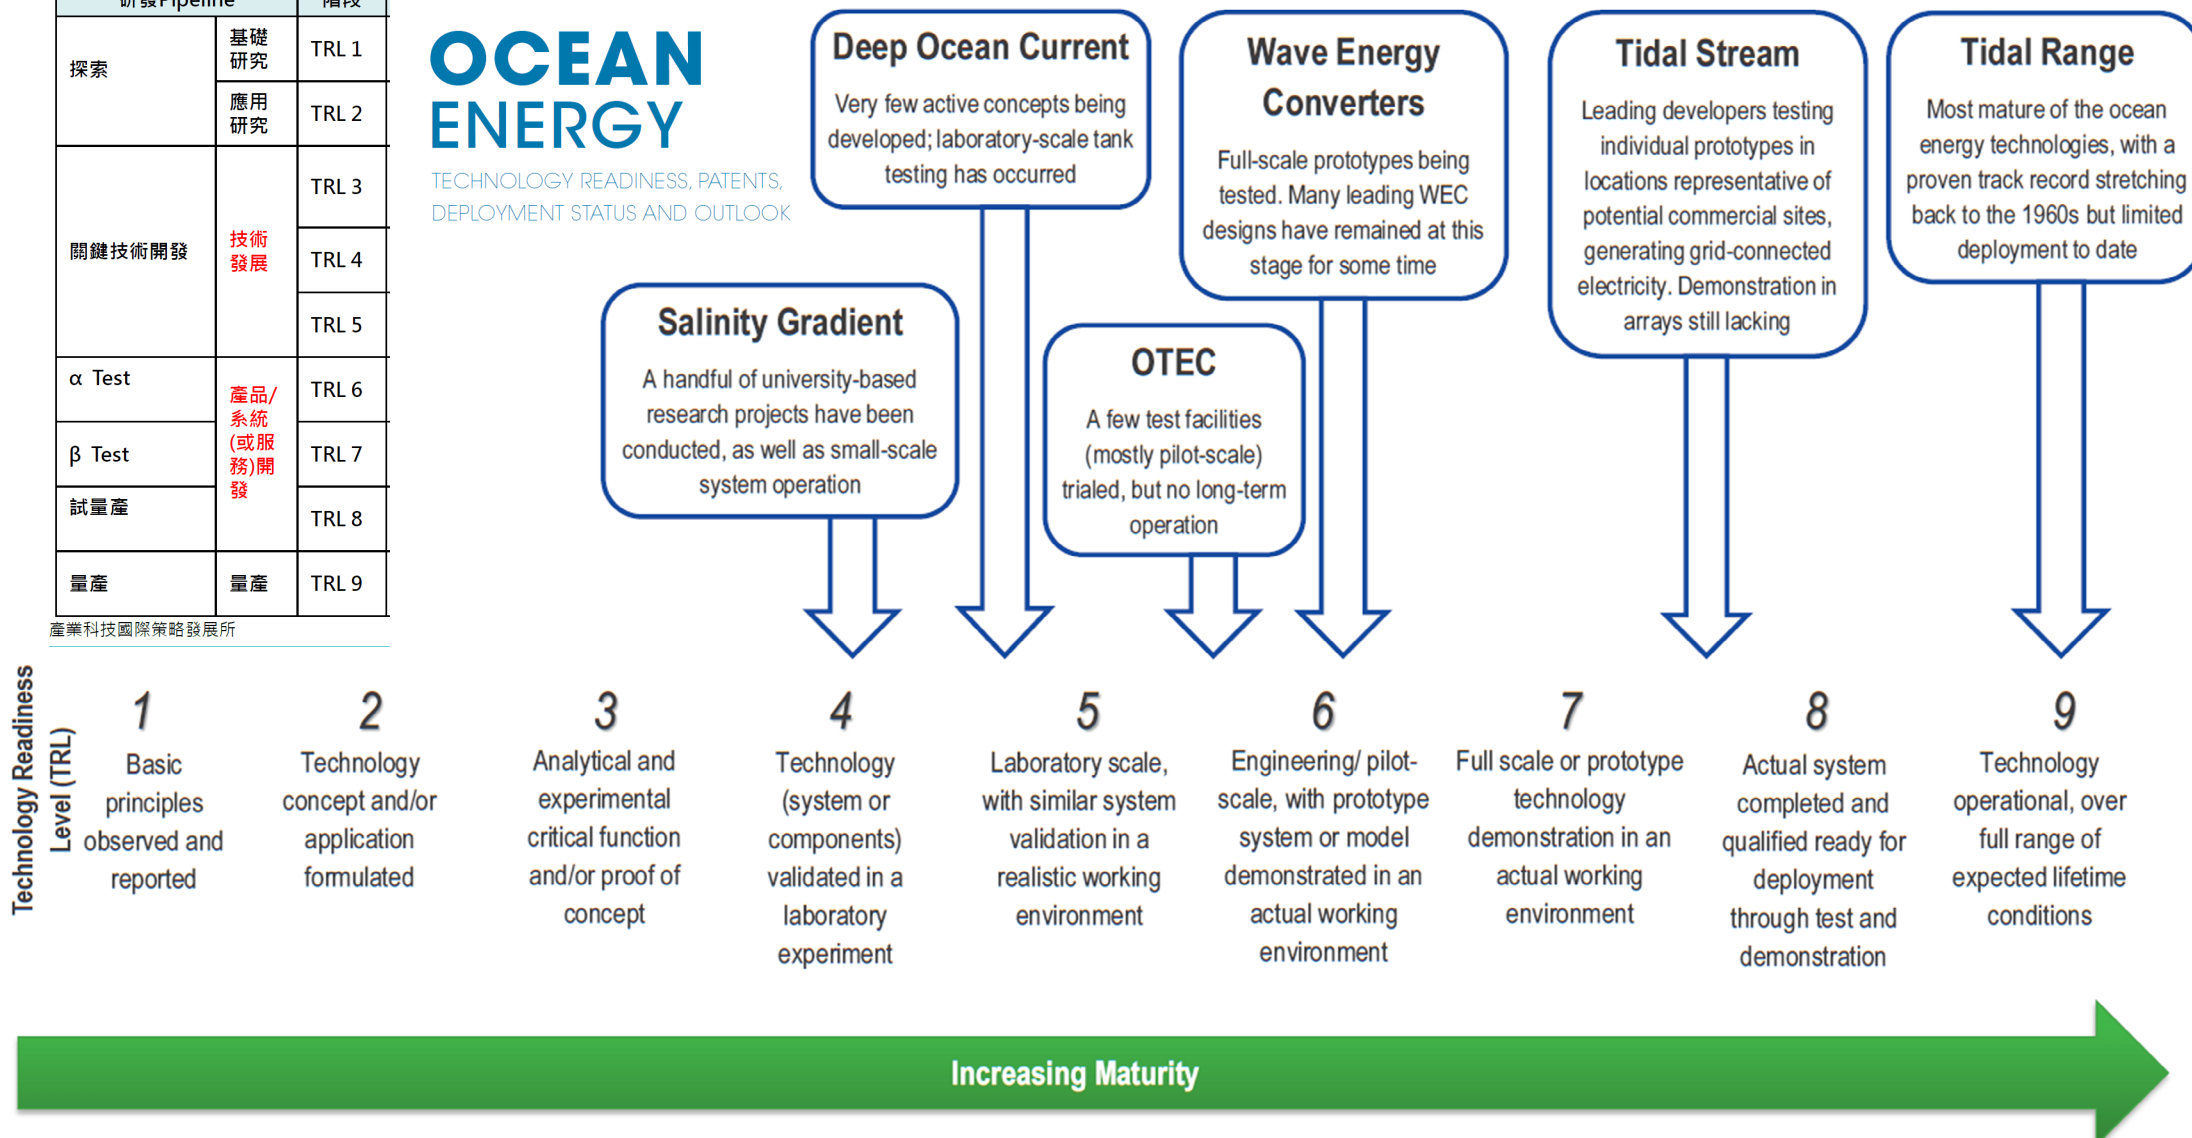 研發Pipeline
階段
探索
基礎
研究
TRL 1
應用
研究
TRL 2
關鍵技術開發
技術
發展
TRL 3
TRL 4
TRL 5
α Test
產品/
系統
(或服
務)開
發
TRL 6
β Test
TRL 7
試量產
TRL 8
量產
量產
TRL 9
產業科技國際策略發展所
OCEAN
ENERGY
TECHNOLOGY READINESS, PATENTS,
DEPLOYMENT STATUS AND OUTLOOK
Salinity Gradient
A handful of university-based
research projects have been
conducted, as well as small-scale
system operation
Deep Ocean Current
Very few active concepts being
developed; laboratory-scale tank
testing has occurred
OTEC
A few test facilities
(mostly pilot-scale)
trialed, but no long-term
operation
Wave Energy
Converters
Full-scale prototypes being
tested. Many leading WEC
designs have remained at this
stage for some time
Tidal Stream
Leading developers testing
individual prototypes in
locations representative of
potential commercial sites,
generating grid-connected
electricity. Demonstration in
arrays still lacking
Tidal Range
Most mature of the ocean
energy technologies, with a
proven track record stretching
back to the 1960s but limited
deployment to date
Technology Readiness
Level (TRL)
1
Basic
principles
observed and
reported
2
Technology
concept and/or
application
formulated
3
Analytical and
experimental
critical function
and/or proof of
concept
4
Technology
(system or
components)
validated in a
laboratory
experiment
5
Laboratory scale,
with similar system
validation in a
realistic working
environment
6
Engineering/ pilot-
scale, with prototype
system or model
demonstrated in an
actual working
environment
7
Full scale or prototype
technology
demonstration in an
actual working
environment
8
Actual system
completed and
qualified ready for
deployment
through test and
demonstration
9
Technology
operational, over
full range of
expected lifetime
conditions
Increasing Maturity